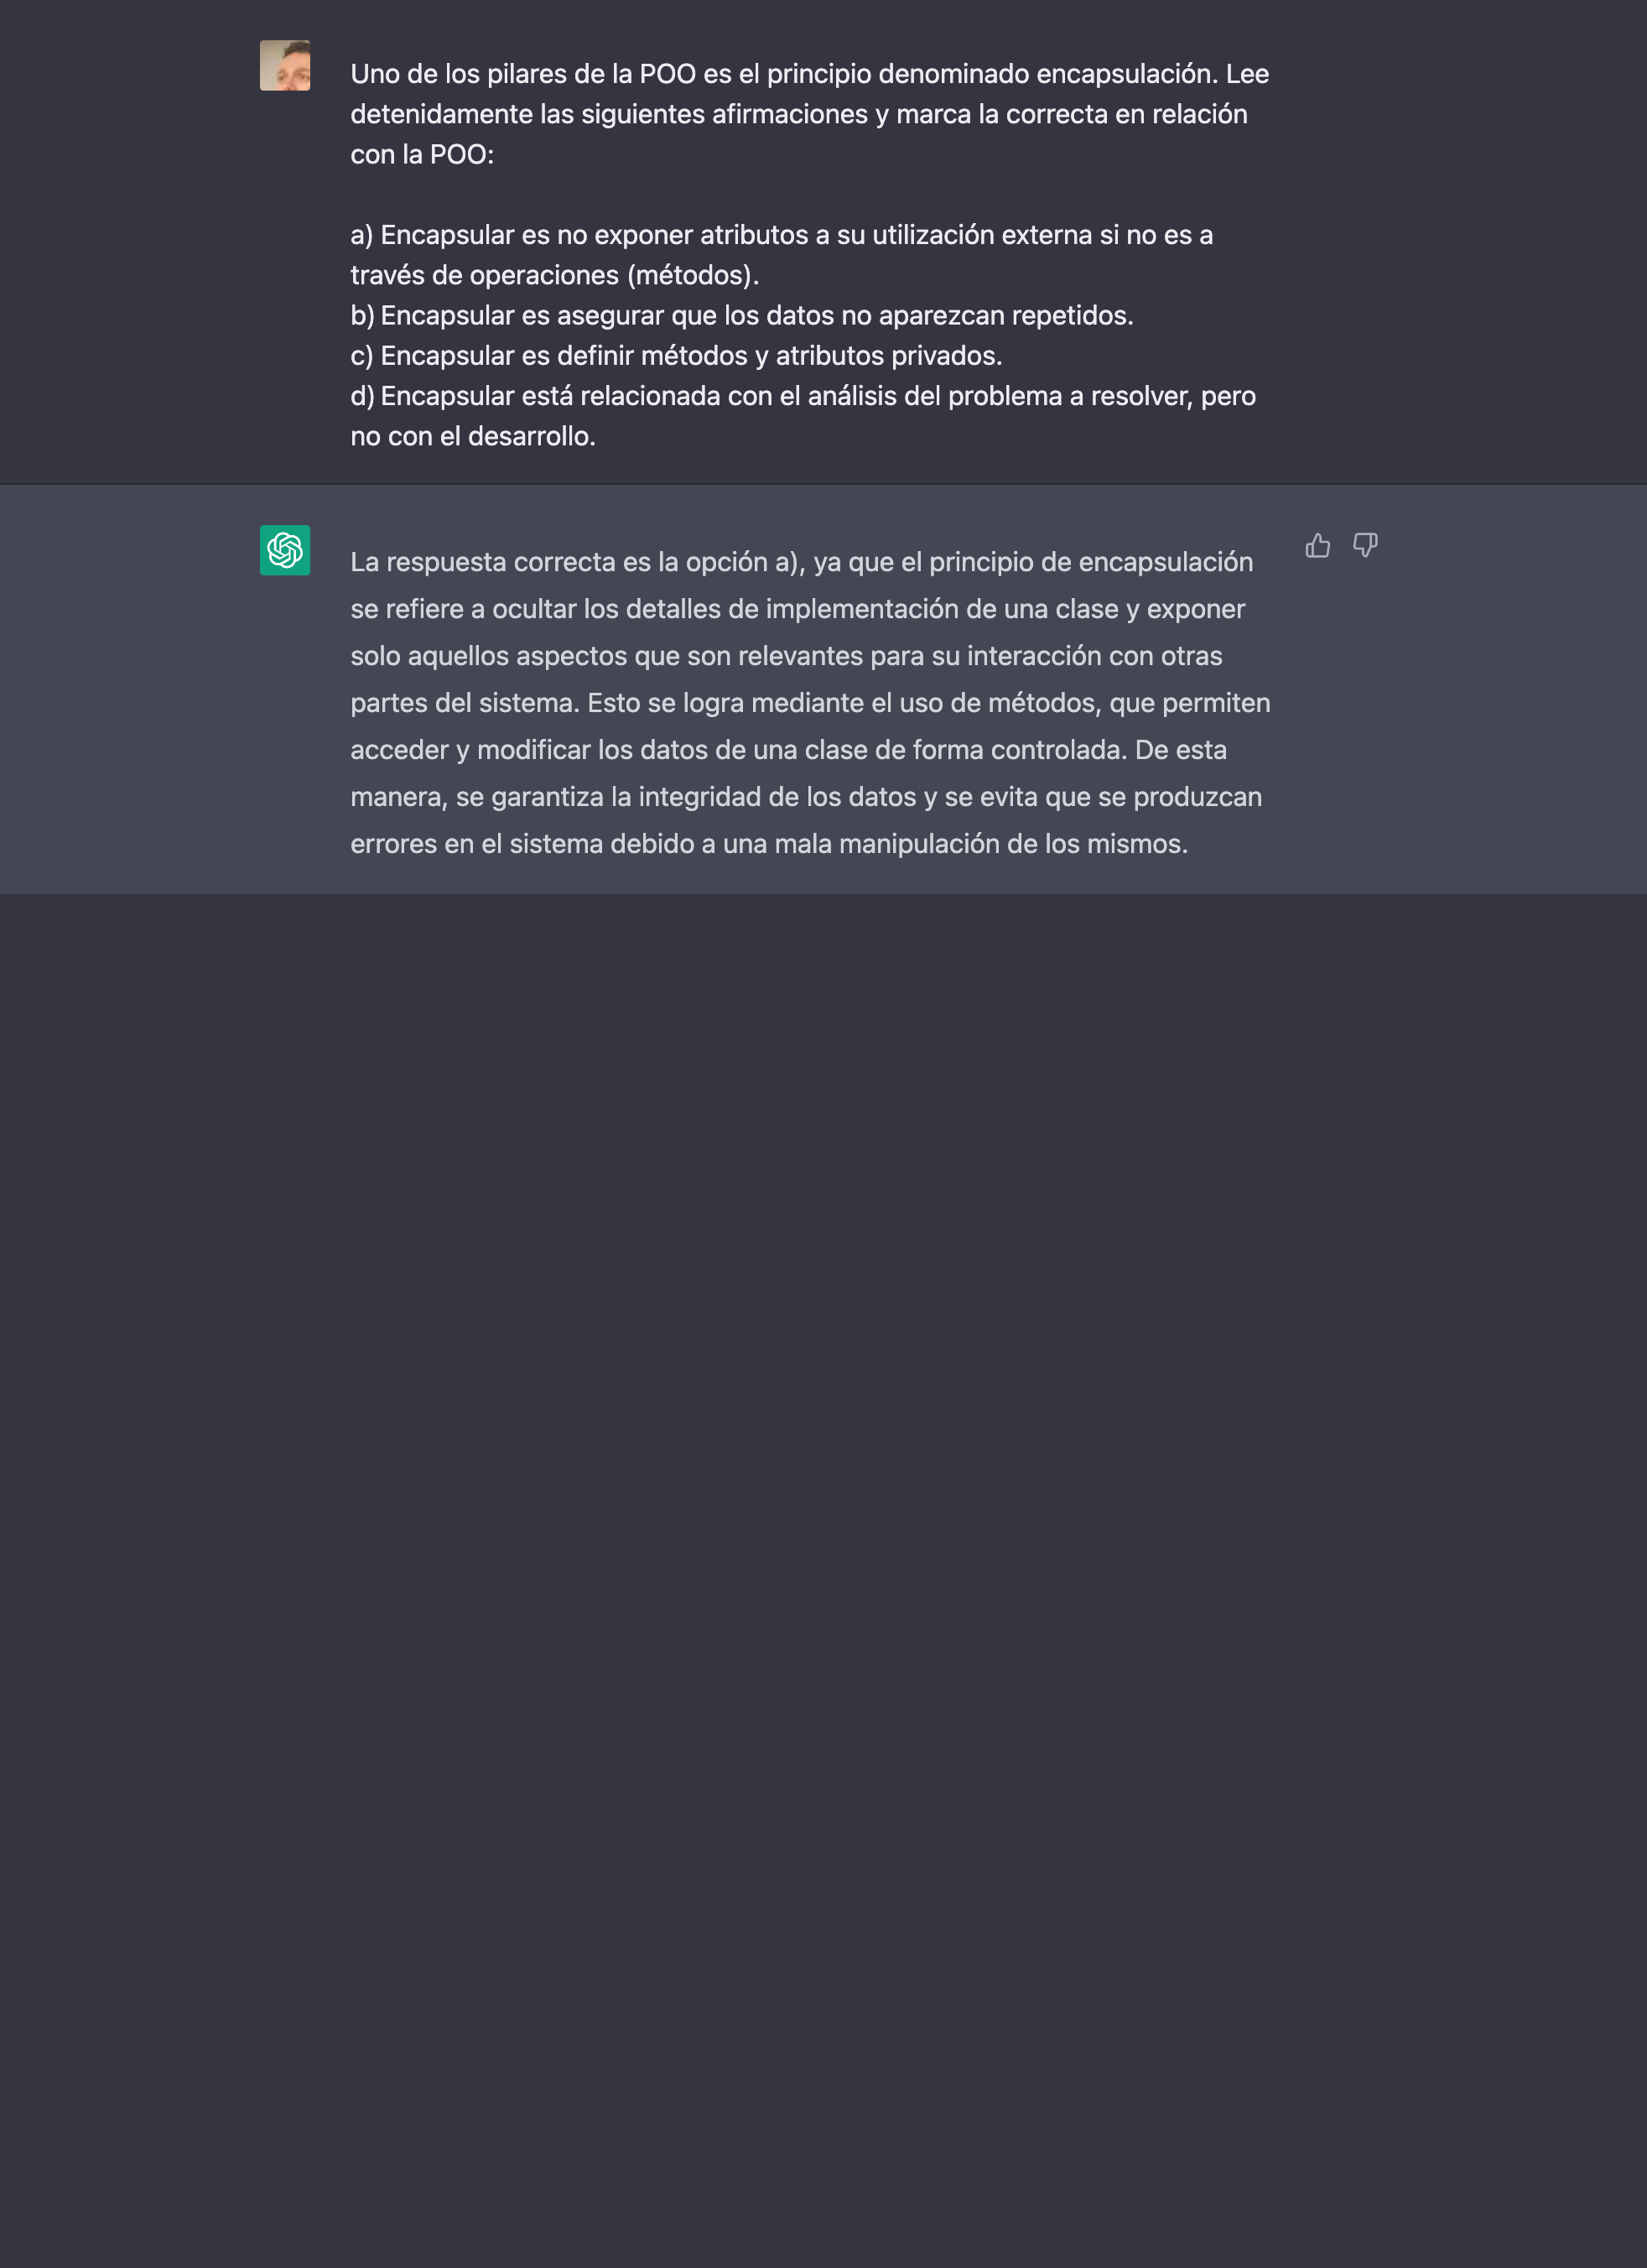 Uno de los pilares de la POO es el principio denominado encapsulación. Lee
detenidamente las siguientes afirmaciones y marca la correcta en relación
con la POO:
a) Encapsular es no exponer atributos a su utilización externa si no es a
través de operaciones (métodos).
b) Encapsular es asegurar que los datos no aparezcan repetidos.
c) Encapsular es definir métodos y atributos privados.
d) Encapsular está relacionada con el análisis del problema a resolver, pero
no con el desarrollo.
La respuesta correcta es la opción a), ya que el principio de encapsulación
se refiere a ocultar los detalles de implementación de una clase y exponer
solo aquellos aspectos que son relevantes para su interacción con otras
partes del sistema. Esto se logra mediante el uso de métodos, que permiten
acceder y modificar los datos de una clase de forma controlada. De esta
manera, se garantiza la integridad de los datos y se evita que se produzcan
errores en el sistema debido a una mala manipulación de los mismos.